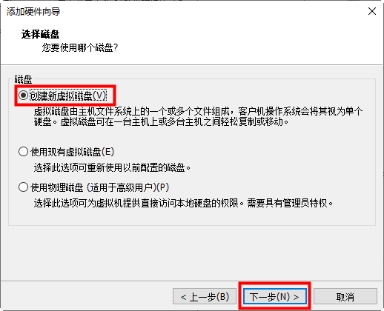 添加硬件向导
选择磁盘
您要使用哪个磁盘?
磁盘
创建新虚拟磁盘(V)
虚拟磁盘由主机文件系统上的一个或多个文件组成，客户机操作系统会将其视为单个
硬盘。虚拟磁盘可在一台主机上或多台主机之间轻松复制或移动。
使用现有虚拟磁盘(E)
选择此选项可重新使用以前配置的磁盘。
使用物理磁盘 (适用于高级用户)(P)
选择此选项可为虚拟机提供直接访问本地硬盘的权限。需要具有管理员特权。
< 上一步(B)
下一步(N) >
取消